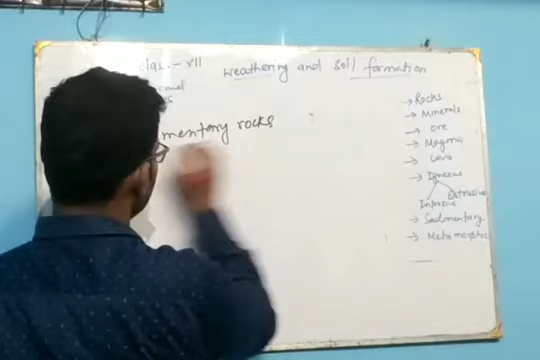 class.- VII
weathering and soil formation
mentary rocks
→ Rocks
→ Minerals
→ Ore
→ Magma
→ Lava
→ Igneous
Extrusive
Intrusive
→ Sedimentary
→ Metamorphic